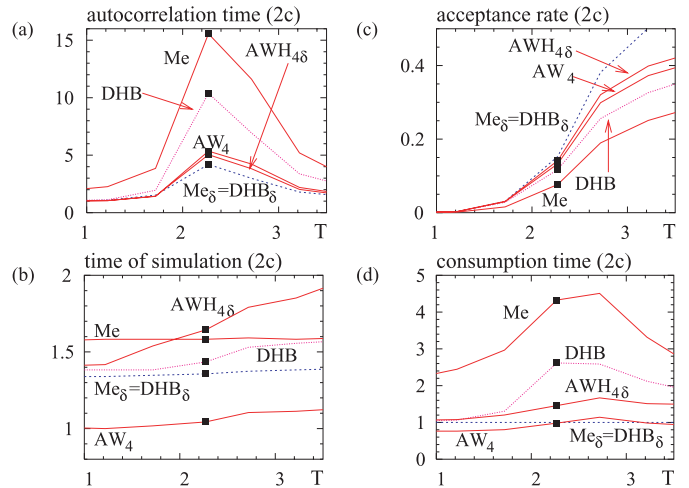 (a) autocorrelation time (2c)
15
10
5
0
1 2 3 T
Me
AWH4δ
DHB
AW4
Meδ=DHBδ
(c) acceptance rate (2c)
0.4
0.2
0
1 2 3 T
AWH4δ
AW4
Meδ=DHBδ
DHB
Me
(b) time of simulation (2c)
2
1.5
1
1 2 3 T
AWH4δ
Me
DHB
Meδ=DHBδ
AW4
(d) consumption time (2c)
5
4
3
2
1
0
1 2 3 T
Me
DHB
AWH4δ
AW4
Meδ=DHBδ